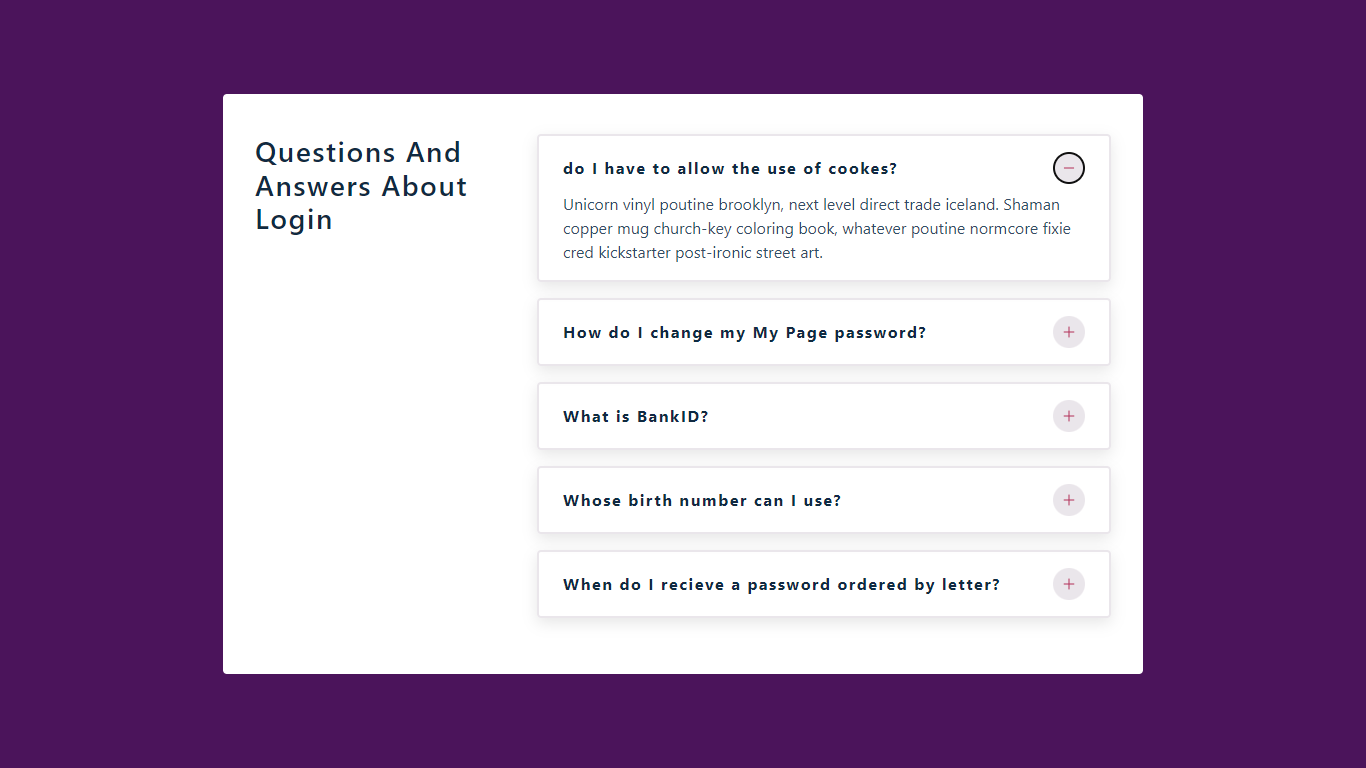 Questions And
Answers About
Login
do I have to allow the use of cookes?
Unicorn vinyl poutine brooklyn, next level direct trade iceland. Shaman
copper mug church-key coloring book, whatever poutine normcore fixie
cred kickstarter post-ironic street art.
How do I change my My Page password?
What is BankID?
Whose birth number can I use?
When do I recieve a password ordered by letter?